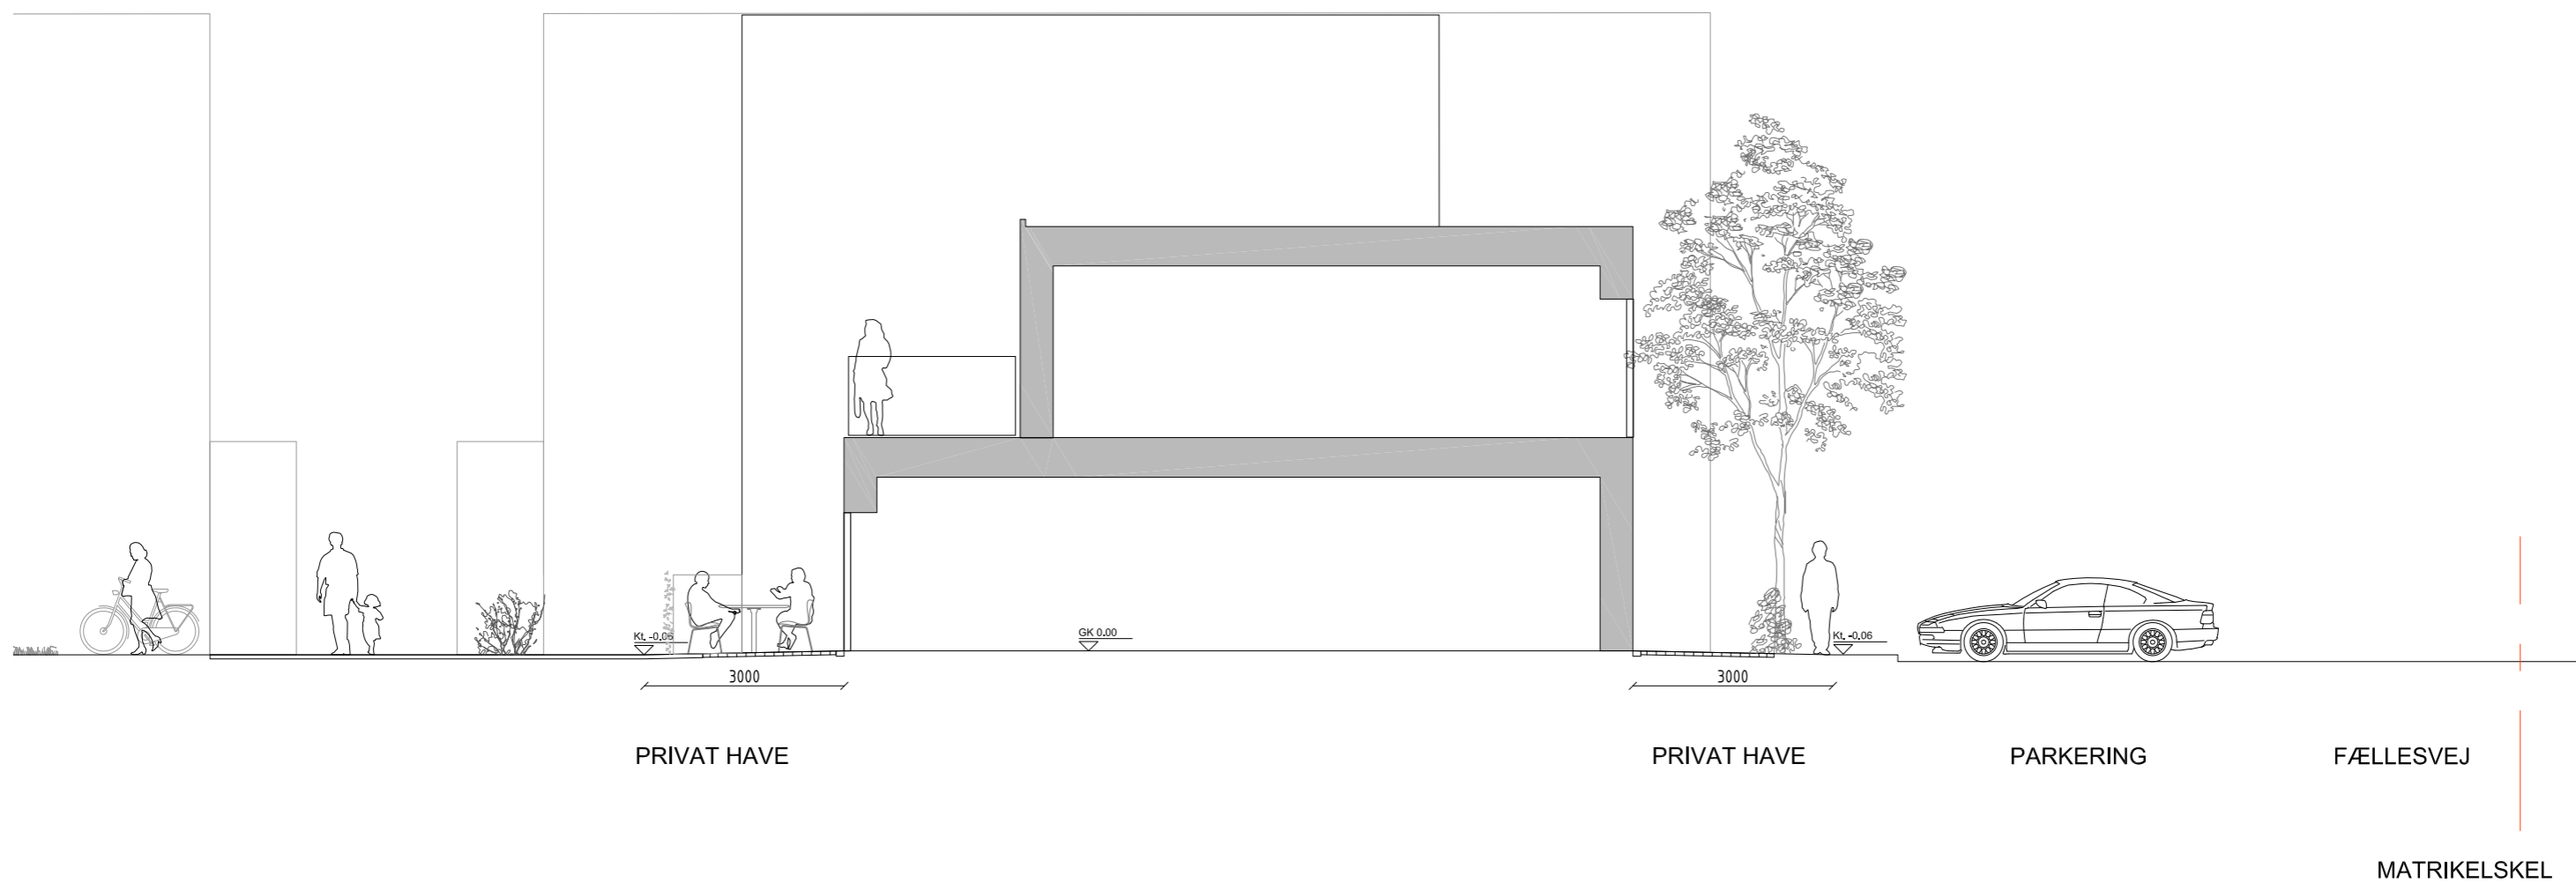 Kt. -0.06
GK 0.00
Kt. -0.06
3000
3000
PRIVAT HAVE
PRIVAT HAVE
PARKERING
FÆLLESVEJ
MATRIKELSKEL